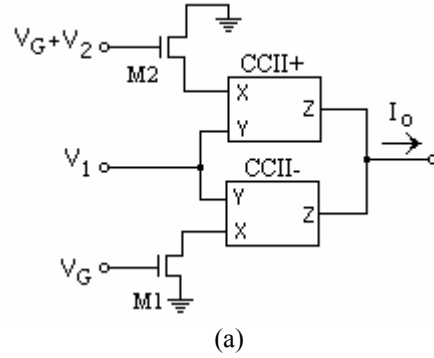 V_G+V_2
M2
CCII+
X
Z
Y
I_o
V_1
CCII-
Y
Z
X
V_G
M1
(a)